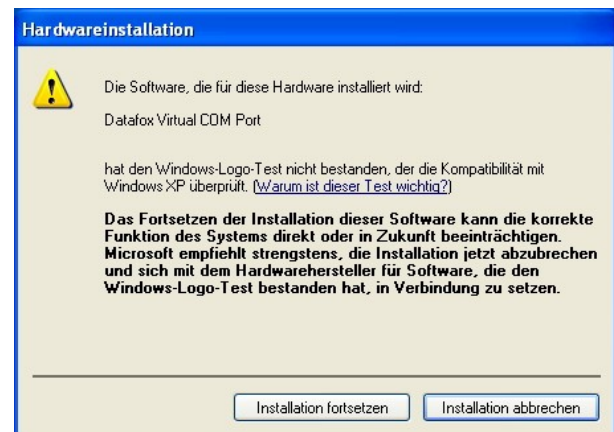 Hardwareinstallation
Die Software, die für diese Hardware installiert wird:
Datafox Virtual COM Port
hat den Windows-Logo-Test nicht bestanden, der die Kompatibilität mit
Windows XP überprüft. (Warum ist dieser Test wichtig?)
Das Fortsetzen der Installation dieser Software kann die korrekte
Funktion des Systems direkt oder in Zukunft beeinträchtigen.
Microsoft empfiehlt strengstens, die Installation jetzt abzubrechen
und sich mit dem Hardwarehersteller für Software, die den
Windows-Logo-Test bestanden hat, in Verbindung zu setzen.
Installation fortsetzen Installation abbrechen